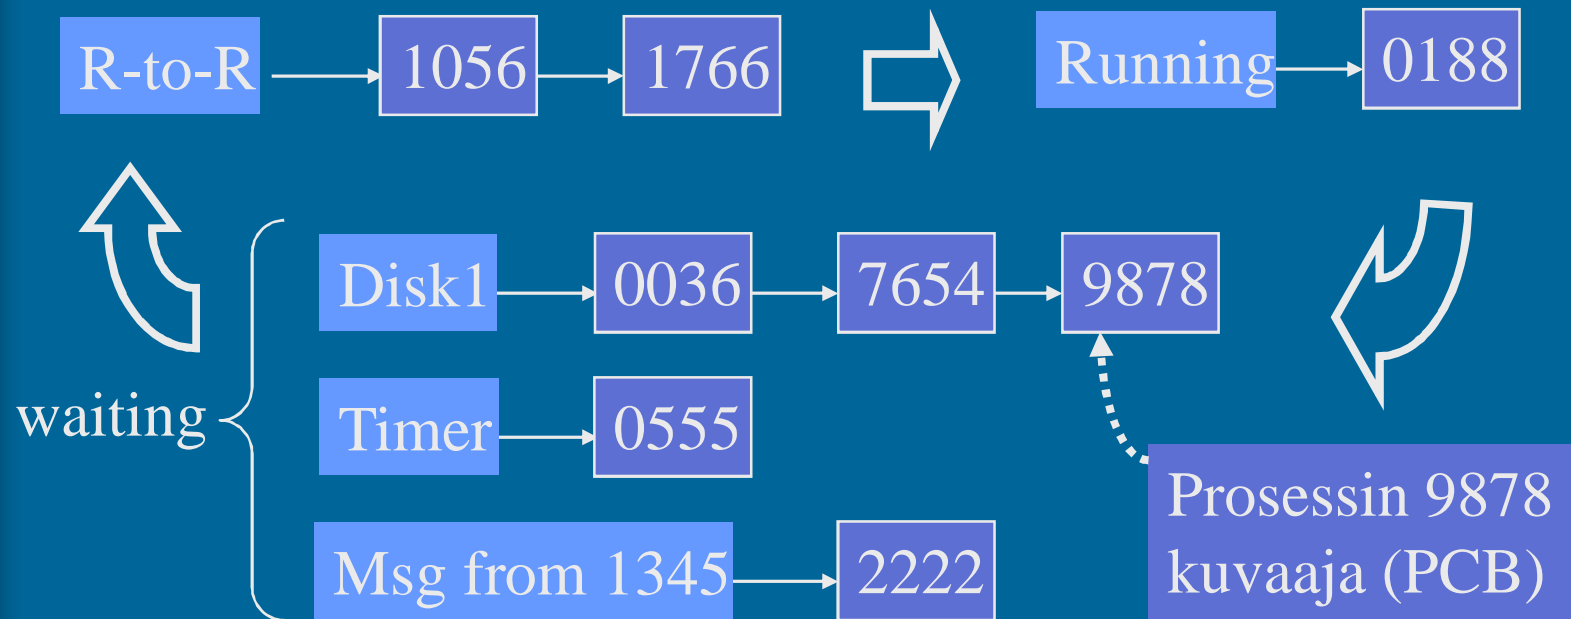 R-to-R 1056 1766 Running 0188
Disk1 0036 7654 9878
waiting
Timer 0555
Prosessin 9878
kuvaaja (PCB)
Msg from 1345 2222